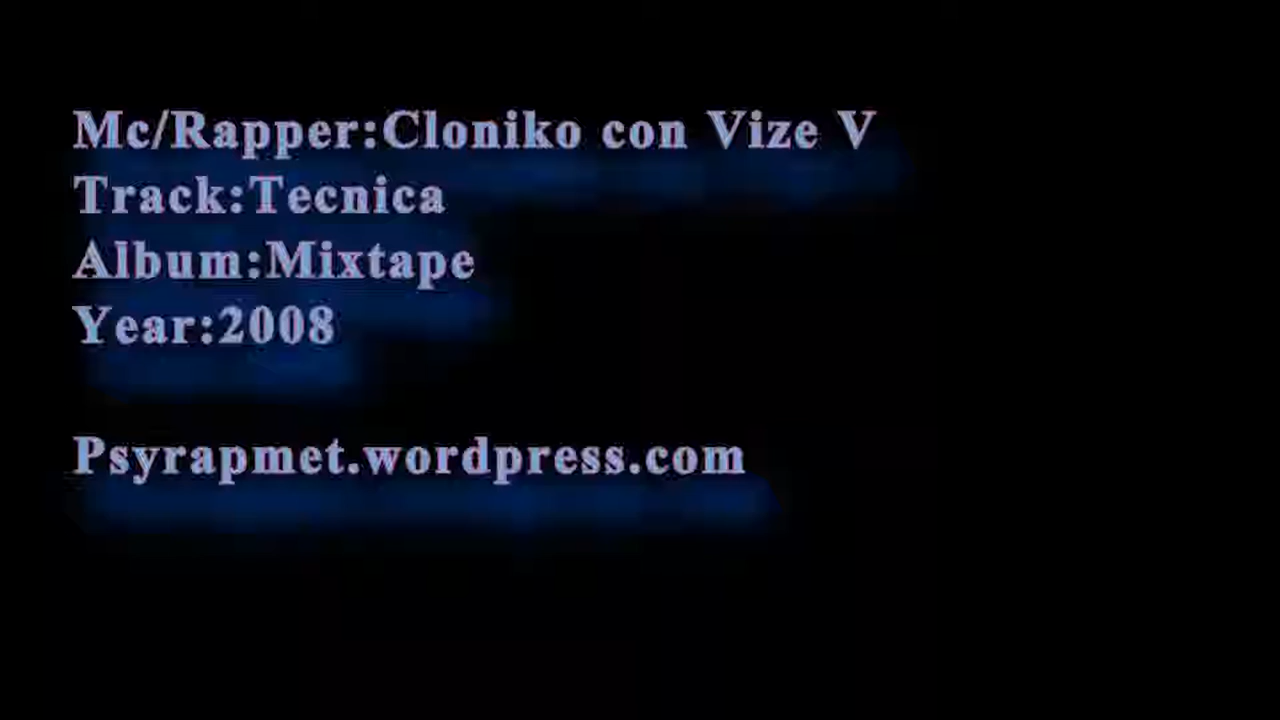 Mc/Rapper:Cloniko con Vize V
Track:Tecnica
Album:Mixtape
Year:2008
Psyrapmet.wordpress.com